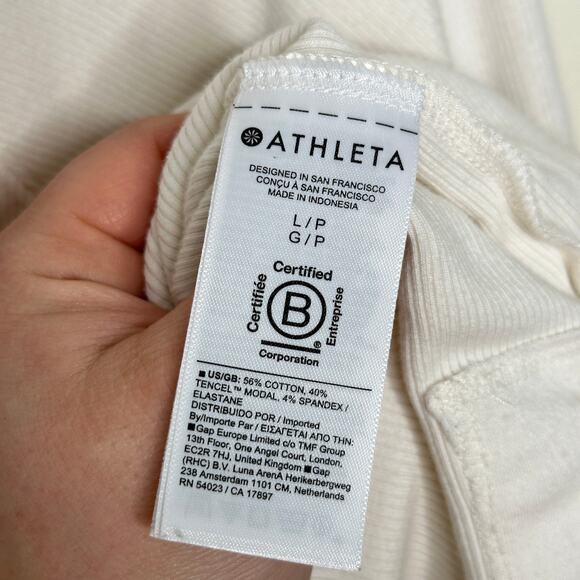 ATHLETA
DESIGNED IN SAN FRANCISCO
CONÇU À SAN FRANCISCO
MADE IN INDONESIA
L / P
G / P
Certified
Certifiée
B
Entreprise
®
Corporation
■ US/GB: 56% COTTON, 40%
TENCEL™ MODAL, 4% SPANDEX /
ELASTANE
DISTRIBUIDO POR / Imported
By/Importe Par / ΕΙΣΑΓΕΤΑΙ ΑΠΟ ΤΗΝ:
■ Gap Europe Limited c/o TMF Group
13th Floor, One Angel Court, London,
EC2R 7HJ, United Kingdom ■ Gap
(RHC) B.V. Luna ArenA Herikerbergweg
238 Amsterdam 1101 CM, Netherlands
RN 54023 / CA 17897